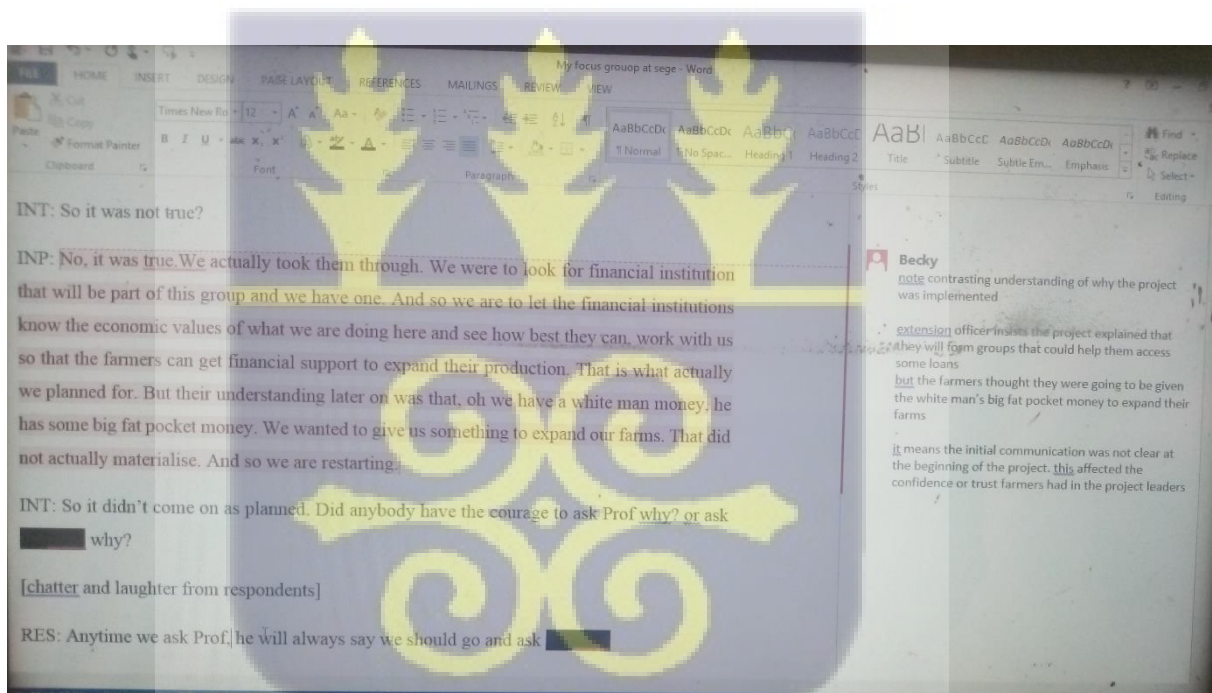 My focus grouop at sege - Word
FILE HOME INSERT DESIGN PAGE LAYOUT REFERENCES MAILINGS REVIEW VIEW
Cut
Copy
Paste
Format Painter
Clipboard
Times New Ro 12
B I U abc
Font
Paragraph
AaBbCcDc AaBbCcDc AaBbC AaBbCcD AaBI AaBbCcC AaBbCcDc AaBbCcDc
¶ Normal ¶ No Spac... Heading 1 Heading 2 Title Subtitle Subtle Em... Emphasis
Styles
Find
Replace
Select
Editing
INT: So it was not true?
INP: No, it was true.We actually took them through. We were to look for financial institution
that will be part of this group and we have one. And so we are to let the financial institutions
know the economic values of what we are doing here and see how best they can, work with us
so that the farmers can get financial support to expand their production. That is what actually
we planned for. But their understanding later on was that, oh we have a white man money, he
has some big fat pocket money. We wanted to give us something to expand our farms. That did
not actually materialise. And so we are restarting.
INT: So it didn't come on as planned. Did anybody have the courage to ask Prof why? or ask
why?
[chatter and laughter from respondents]
RES: Anytime we ask Prof, he will always say we should go and ask
Becky
note contrasting understanding of why the project
was implemented
extension officer insists the project explained that
they will form groups that could help them access
some loans
but the farmers thought they were going to be given
the white man's big fat pocket money to expand their
farms
it means the initial communication was not clear at
the beginning of the project. this affected the
confidence or trust farmers had in the project leaders